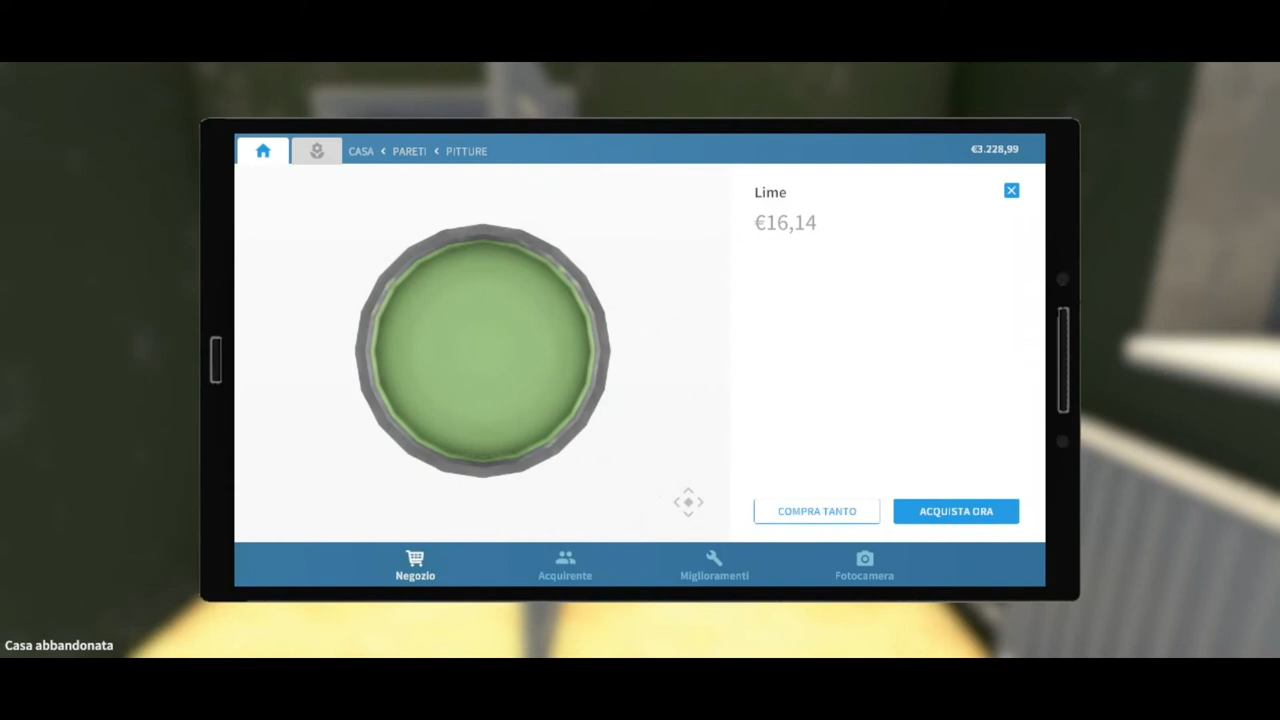 CASA < PARETI < PITTURE
€3.228,99
Lime
€16,14
COMPRA TANTO
ACQUISTA ORA
Negozio
Acquirente
Miglioramenti
Fotocamera
Casa abbandonata